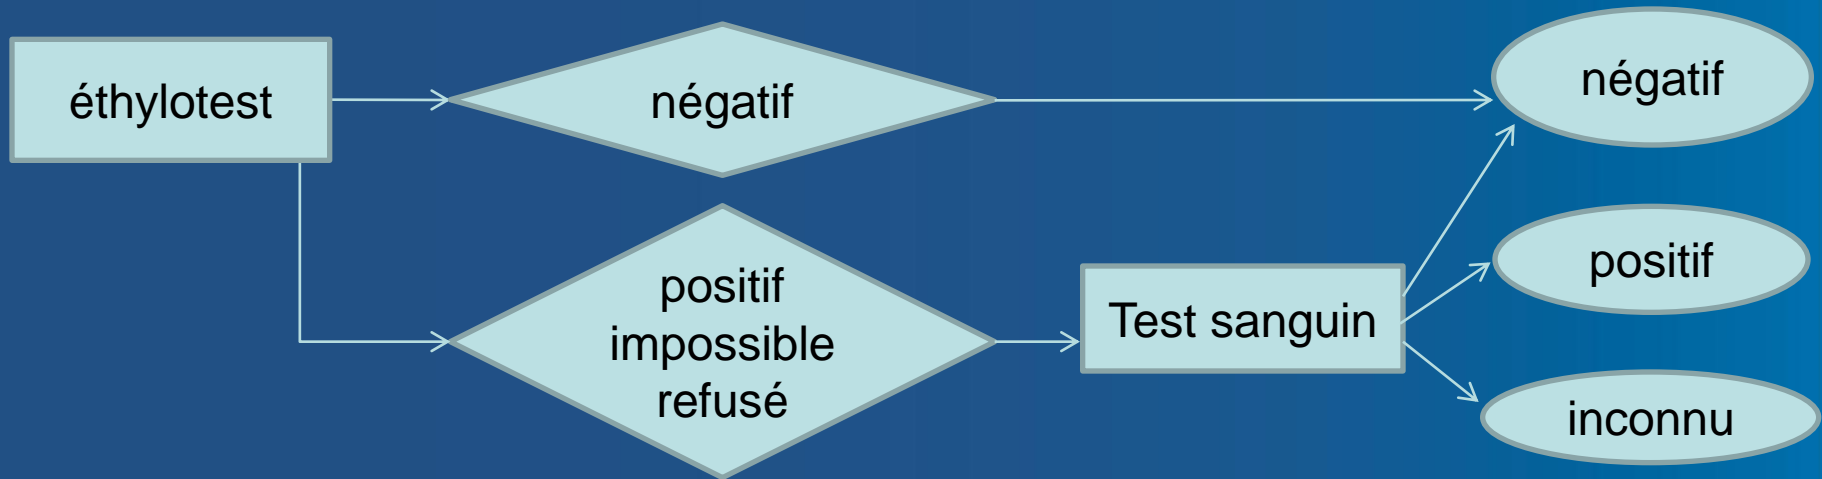 éthylotest
négatif
négatif
positif
impossible
refusé
Test sanguin
positif
inconnu